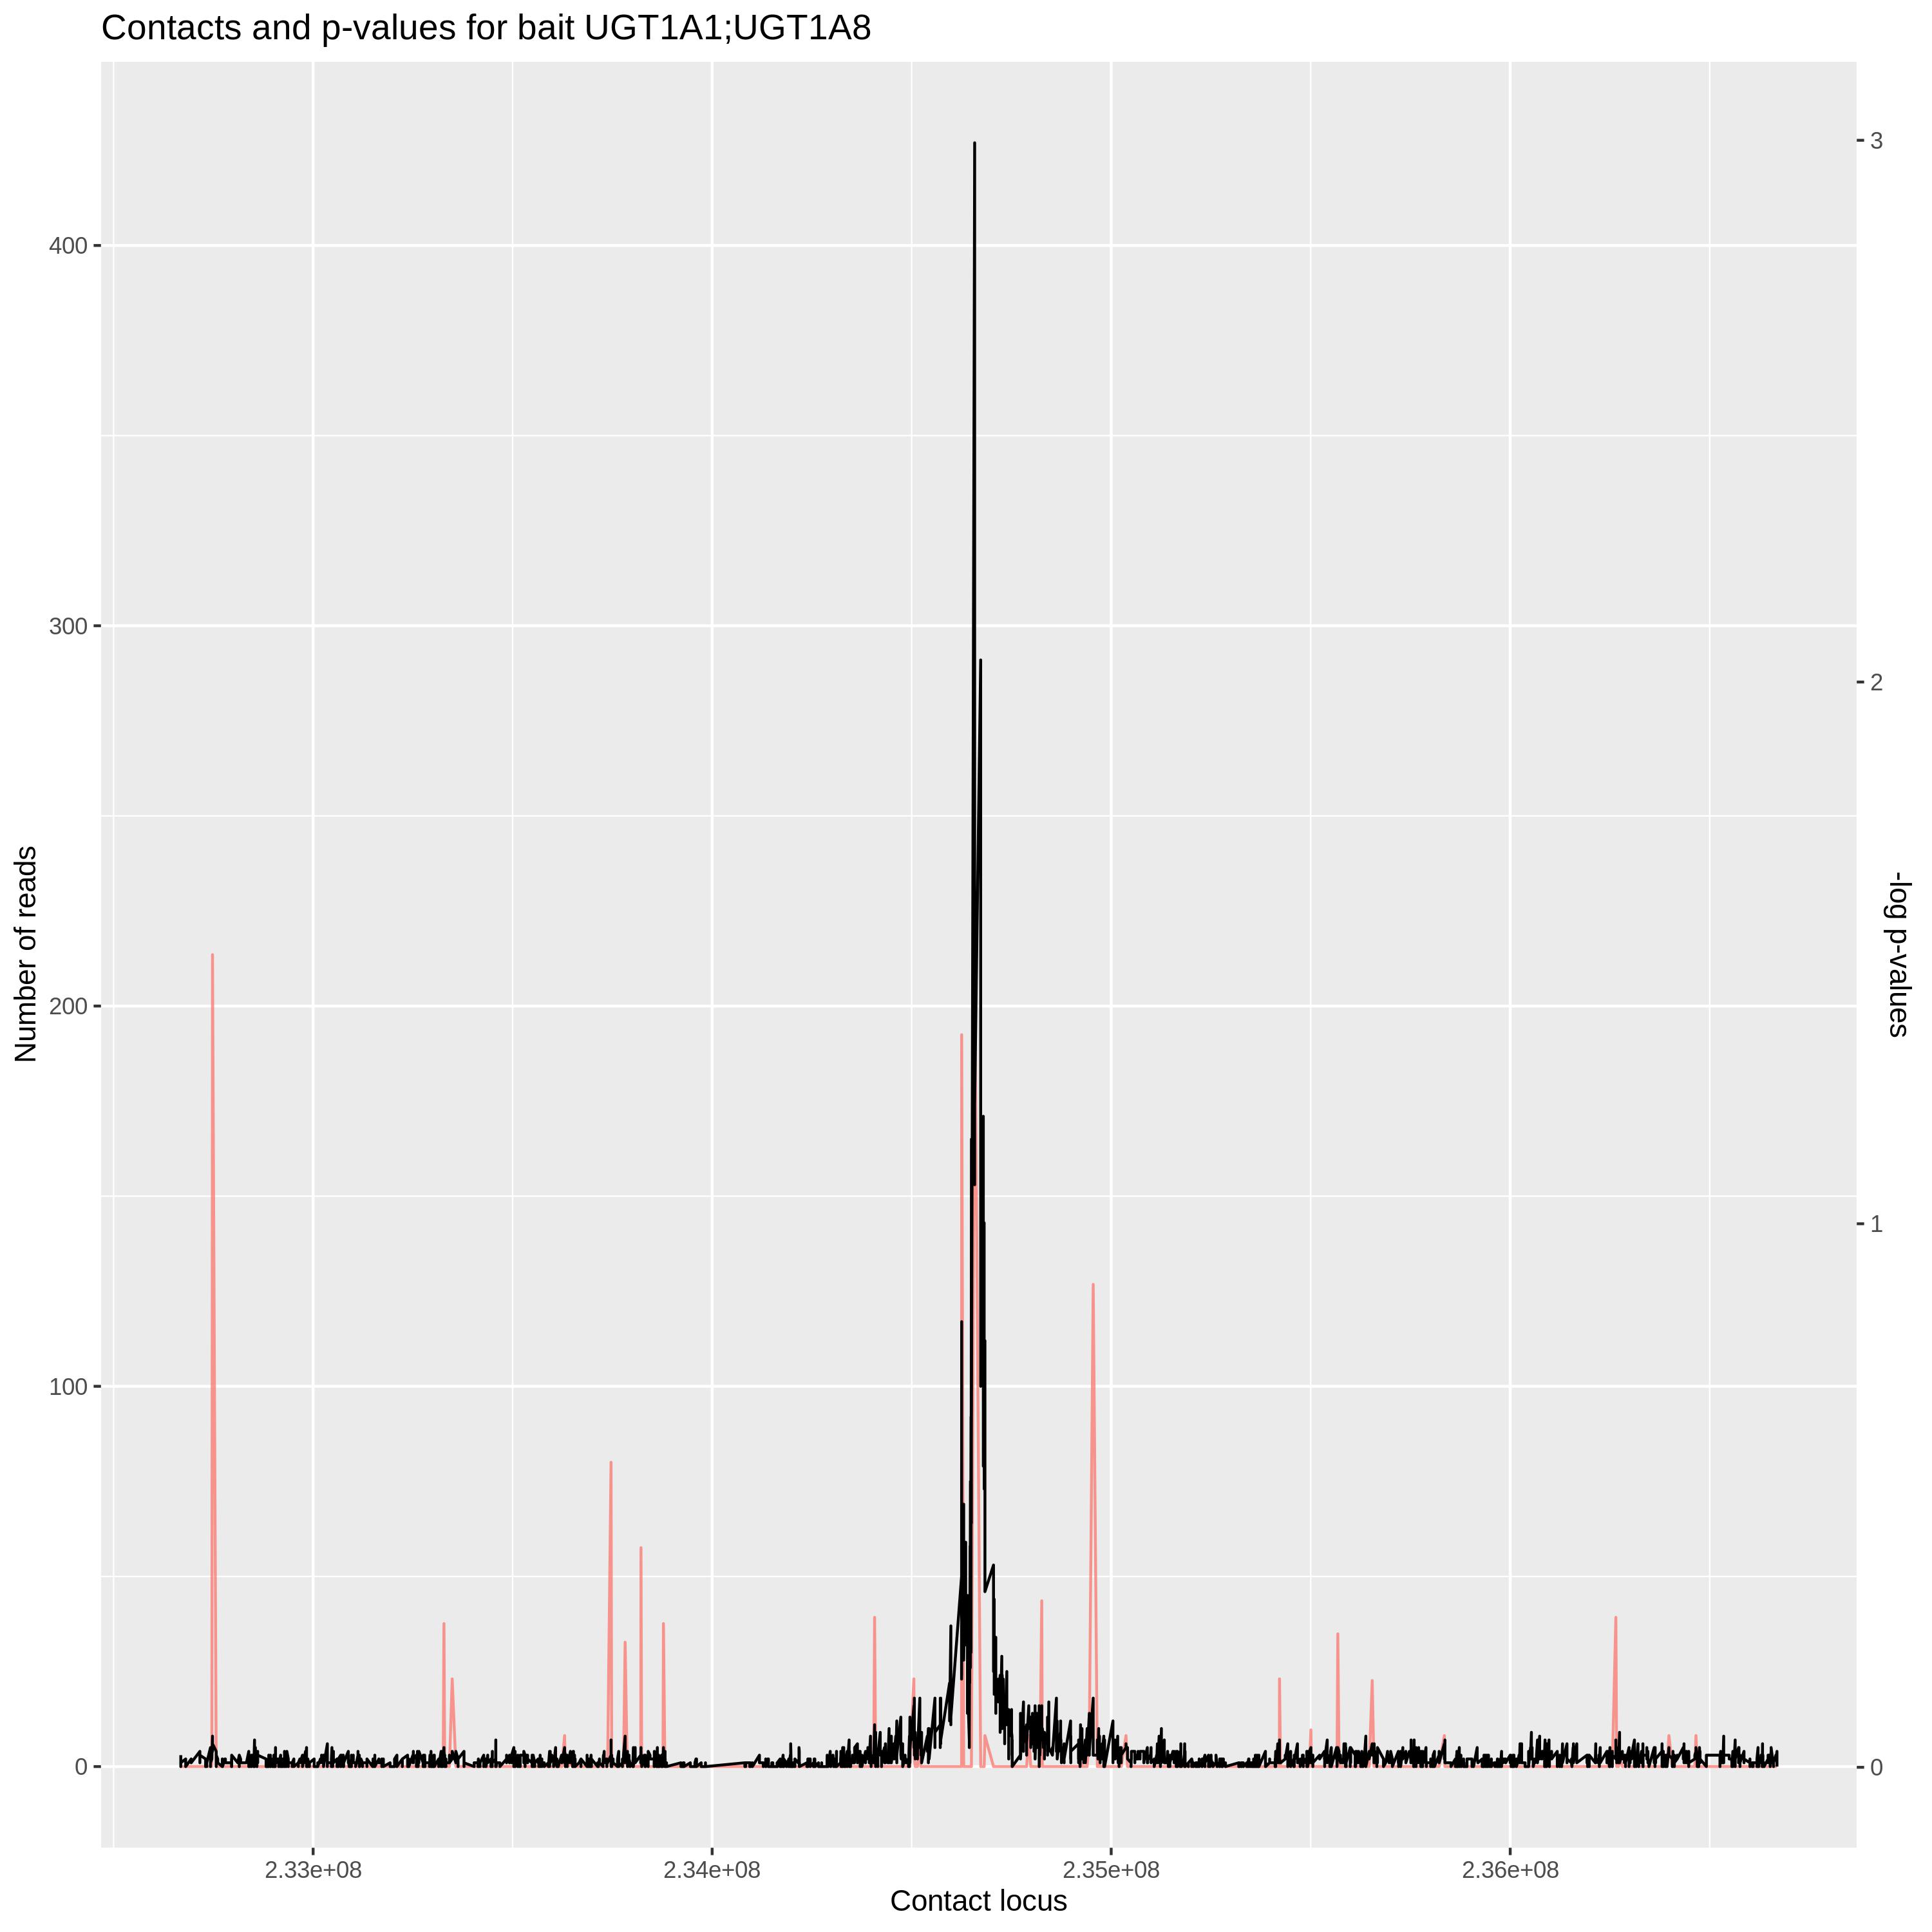 Contacts and p-values for bait UGT1A1;UGT1A8
400
300
200
100
0
Number of reads
3
2
1
0
-log p-values
2.33e+08
2.34e+08
2.35e+08
2.36e+08
Contact locus